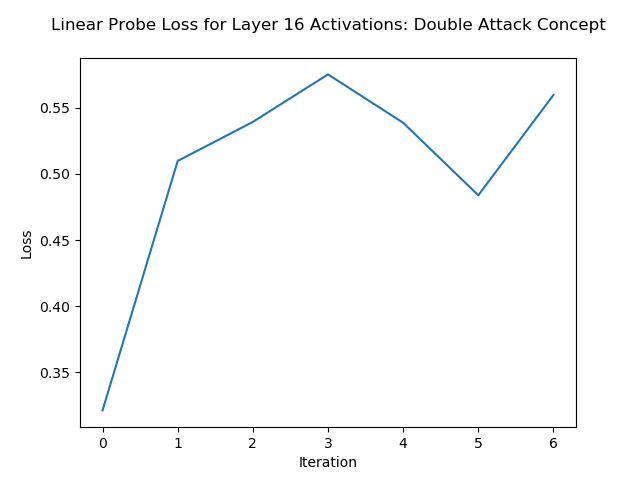 Linear Probe Loss for Layer 16 Activations: Double Attack Concept
Loss
0.55
0.50
0.45
0.40
0.35
0 1 2 3 4 5 6
Iteration